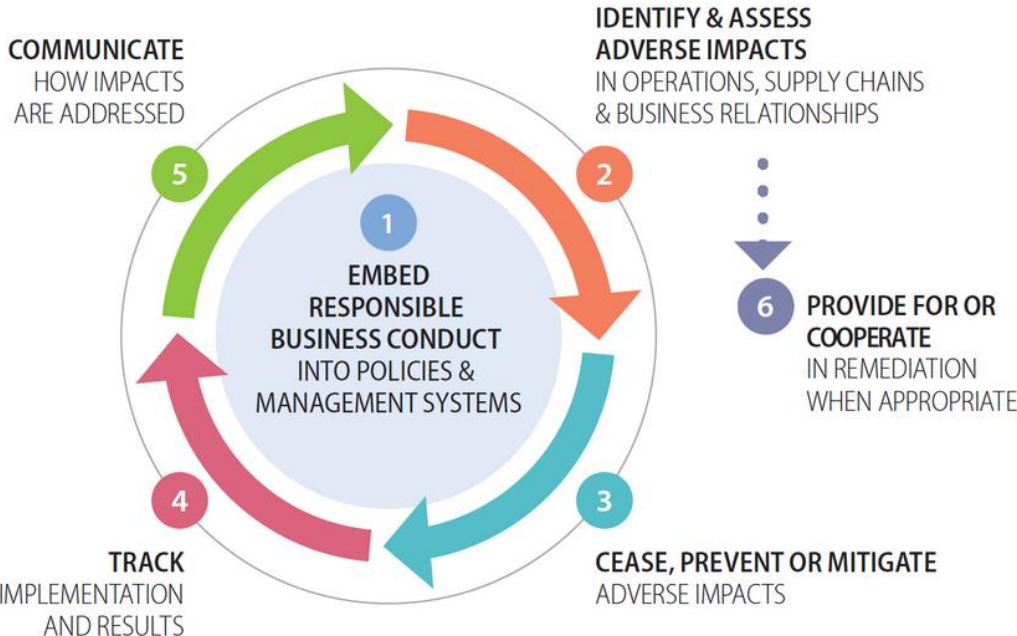 1
EMBED
RESPONSIBLE
BUSINESS CONDUCT
INTO POLICIES &
MANAGEMENT SYSTEMS
2
IDENTIFY & ASSESS
ADVERSE IMPACTS
IN OPERATIONS, SUPPLY CHAINS
& BUSINESS RELATIONSHIPS
3
CEASE, PREVENT OR MITIGATE
ADVERSE IMPACTS
4
TRACK
IMPLEMENTATION
AND RESULTS
5
COMMUNICATE
HOW IMPACTS
ARE ADDRESSED
6
PROVIDE FOR OR
COOPERATE
IN REMEDIATION
WHEN APPROPRIATE